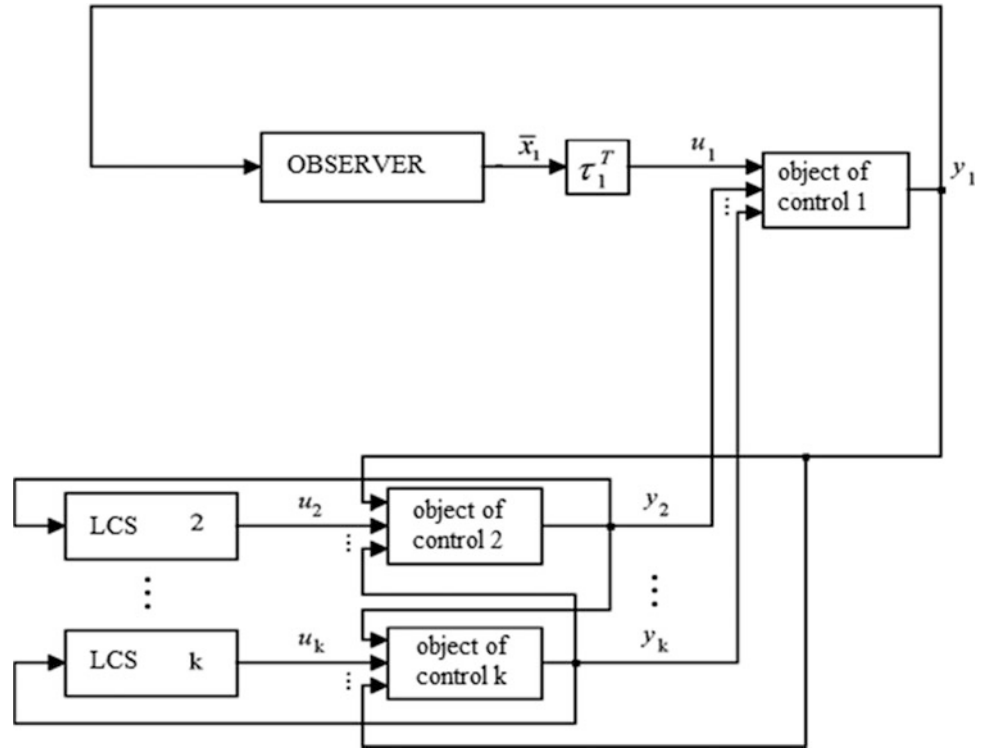 x̄₁
u₁
OBSERVER
τ₁ᵀ
object of
control 1
y₁
⋮
u₂
LCS 2
object of
control 2
y₂
⋮
⋮
⋮
uₖ
LCS k
object of
control k
yₖ
⋮